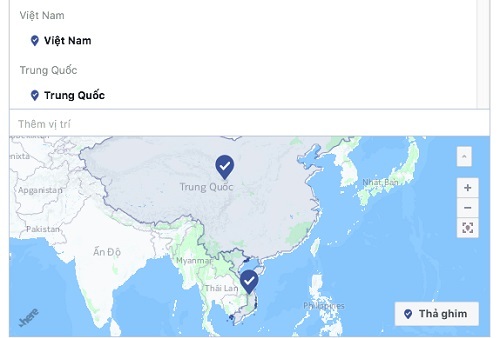 Việt Nam
Việt Nam
Trung Quốc
Trung Quốc
Thêm vị trí
Trung Quốc
Nhật Bản
Apganistan
Pakistan
Ấn Độ
Myanmar
Thái Lan
Philippines
here
Thả ghim